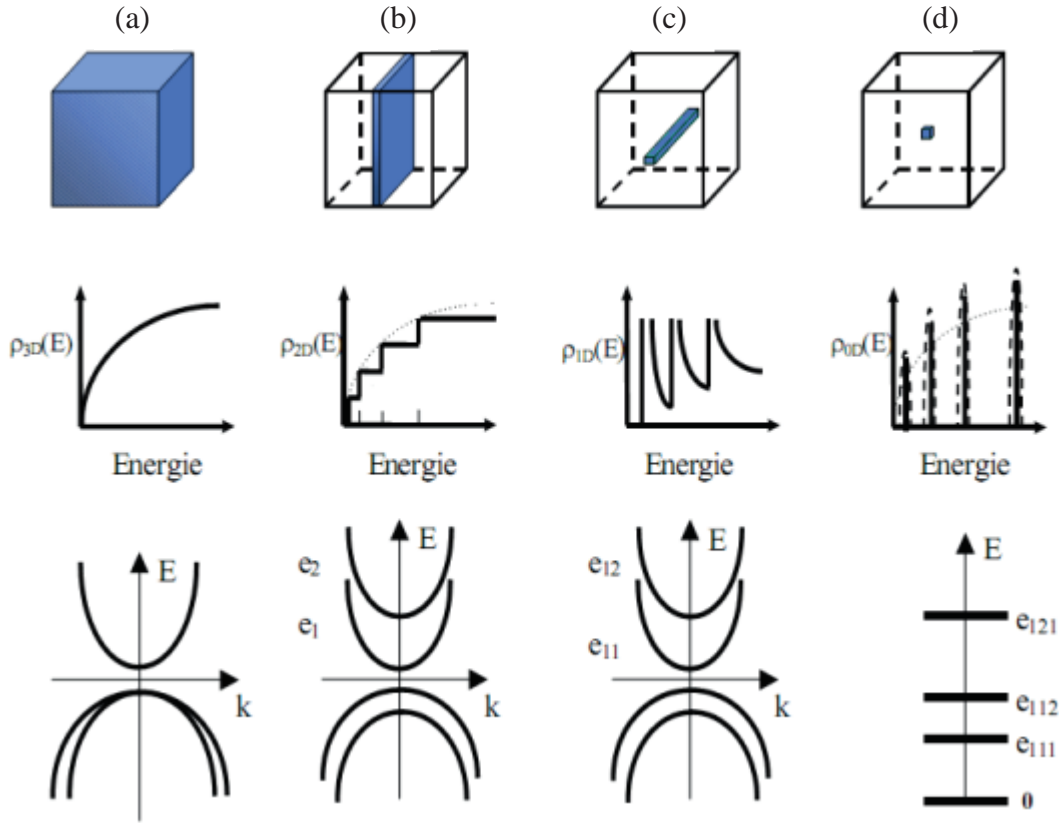 (a) (b) (c) (d)
ρ3D(E) ρ2D(E) ρ1D(E) ρ0D(E)
Energie Energie Energie Energie
E E E E
e2 e12
e1 e11 e121
k k k
e112
e111
0